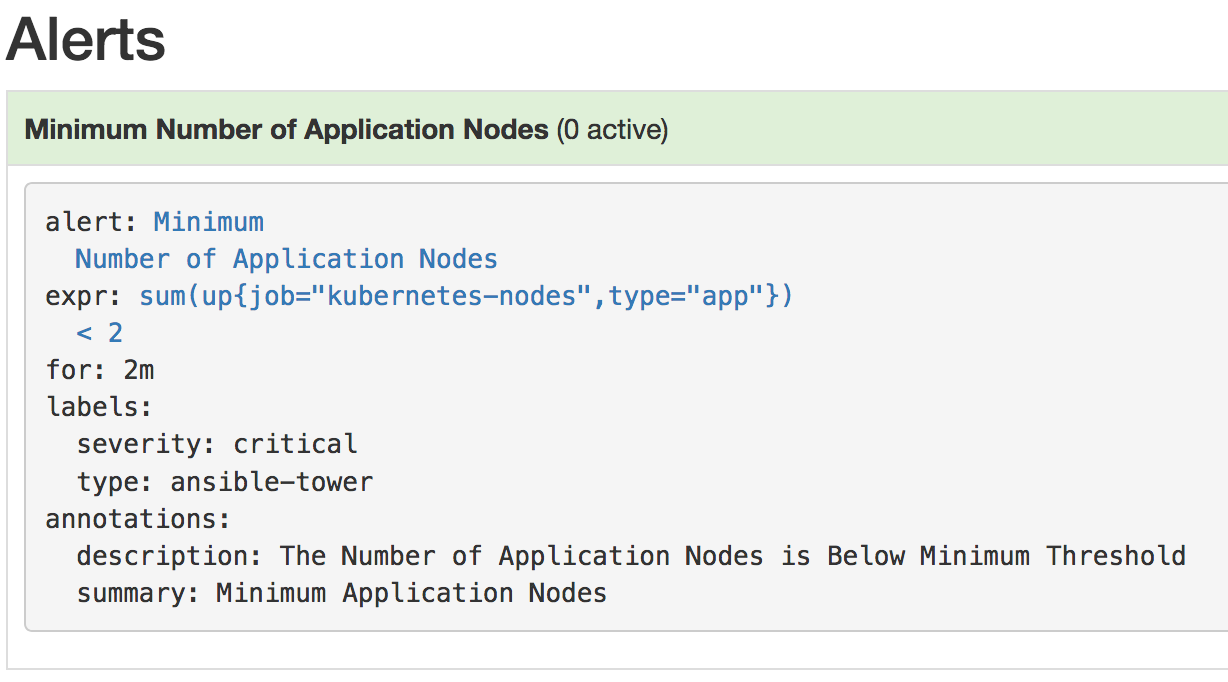 Alerts
Minimum Number of Application Nodes (0 active)
alert: Minimum
Number of Application Nodes
expr: sum(up{job="kubernetes-nodes",type="app"})
< 2
for: 2m
labels:
severity: critical
type: ansible-tower
annotations:
description: The Number of Application Nodes is Below Minimum Threshold
summary: Minimum Application Nodes